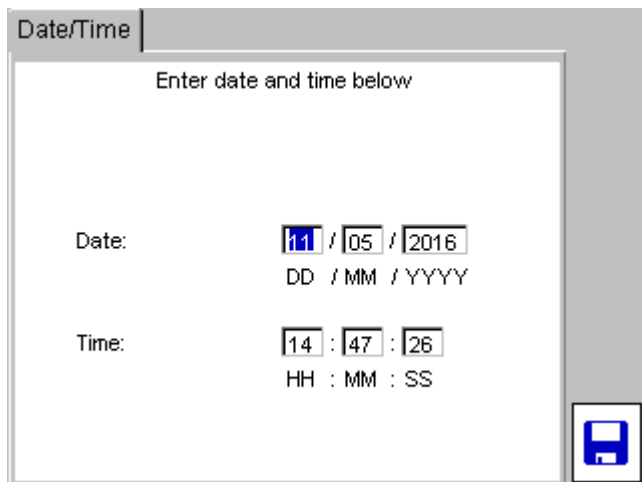 Date/Time
Enter date and time below
Date: 11 / 05 / 2016
DD / MM / YYYY
Time: 14 : 47 : 26
HH : MM : SS